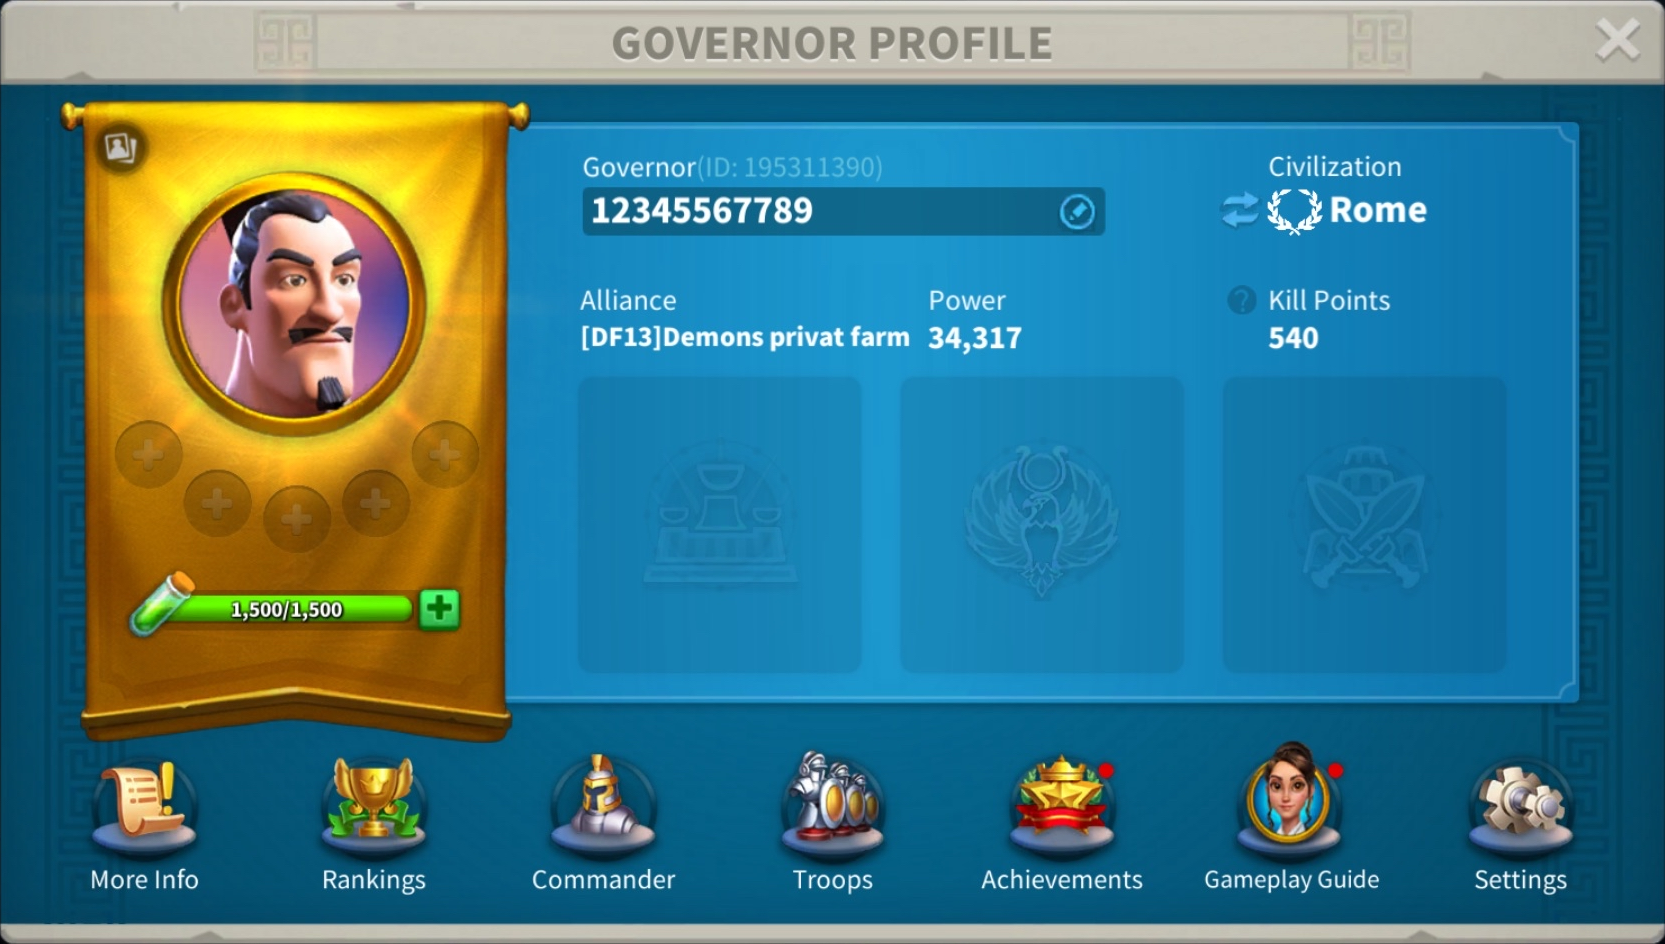 GOVERNOR PROFILE
Governor(ID: 195311390)
12345567789
Civilization
Rome
Alliance
[DF13]Demons privat farm
Power
34,317
? Kill Points
540
1,500/1,500
More Info
Rankings
Commander
Troops
Achievements
Gameplay Guide
Settings